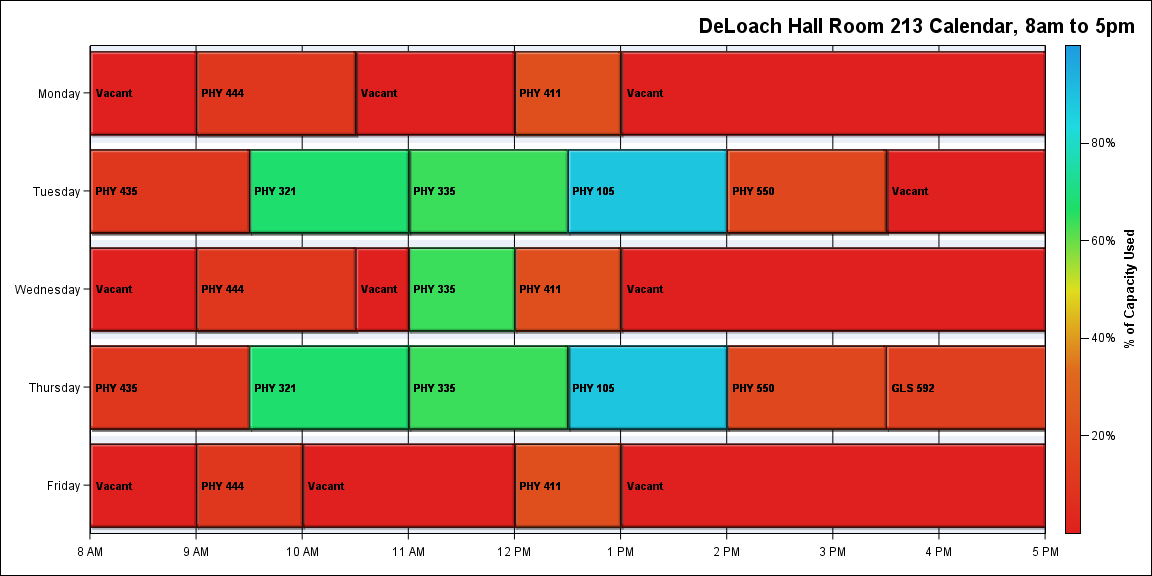 DeLoach Hall Room 213 Calendar, 8am to 5pm
Monday
Vacant
PHY 444
Vacant
PHY 411
Vacant
Tuesday
PHY 435
PHY 321
PHY 335
PHY 105
PHY 550
Vacant
Wednesday
Vacant
PHY 444
Vacant
PHY 335
PHY 411
Vacant
Thursday
PHY 435
PHY 321
PHY 335
PHY 105
PHY 550
GLS 592
Friday
Vacant
PHY 444
Vacant
PHY 411
Vacant
8 AM
9 AM
10 AM
11 AM
12 PM
1 PM
2 PM
3 PM
4 PM
5 PM
80%
60%
40%
20%
% of Capacity Used